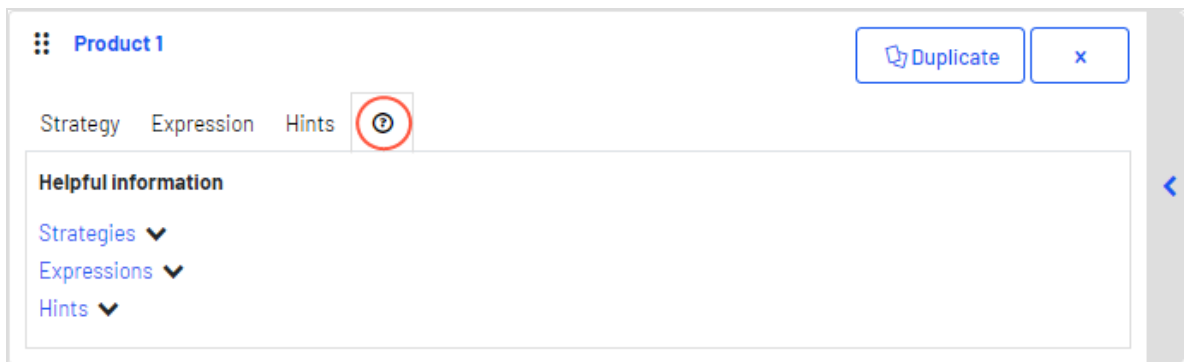 Product 1
Duplicate
x
Strategy Expression Hints ?
Helpful information
Strategies
Expressions
Hints